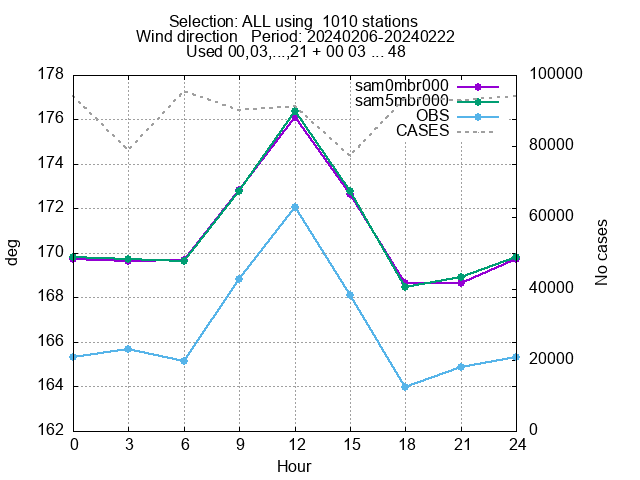 Selection: ALL using  1010 stations
Wind direction   Period: 20240206-20240222
Used 00,03,...,21 + 00 03 ... 48
178
100000
sam0mbr000
sam5mbr000
OBS
CASES
176
80000
174
172
60000
deg
170
No cases
168
40000
166
20000
164
162
0
0 3 6 9 12 15 18 21 24
Hour